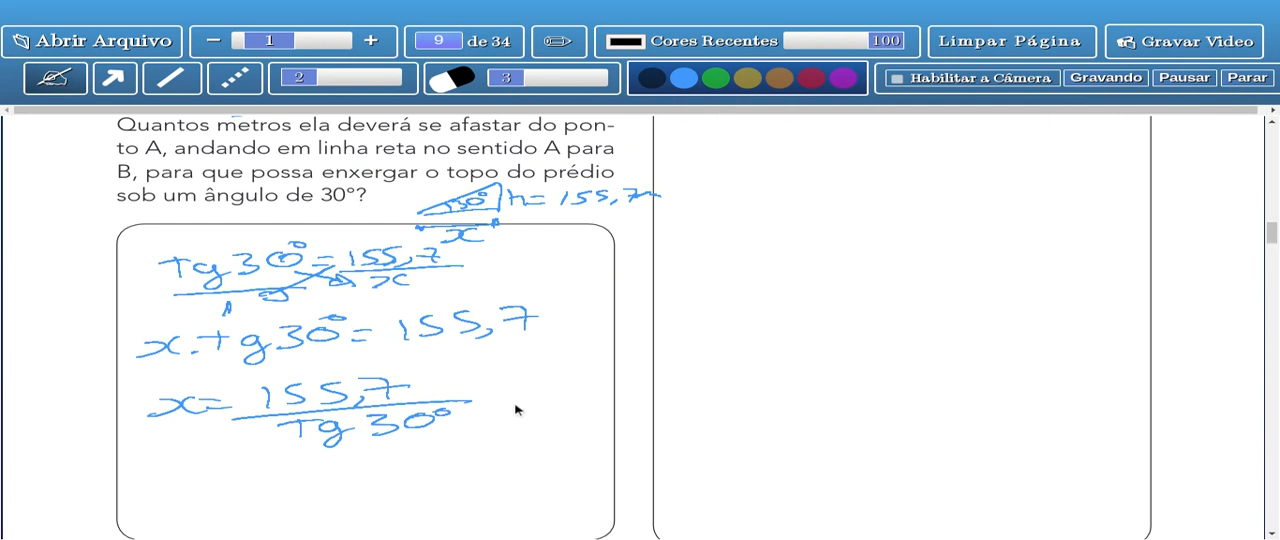 Abrir Arquivo − 1 + 9 de 34 Cores Recentes 100 Limpar Página Gravar Video
2 3 Habilitar a Câmera Gravando Pausar Parar
Quantos metros ela deverá se afastar do pon-
to A, andando em linha reta no sentido A para
B, para que possa enxergar o topo do prédio
sob um ângulo de 30°?
30° h = 155,7m
x
Tg 30° = 155,7
1 x
x . tg 30° = 155,7
x = 155,7
Tg 30°